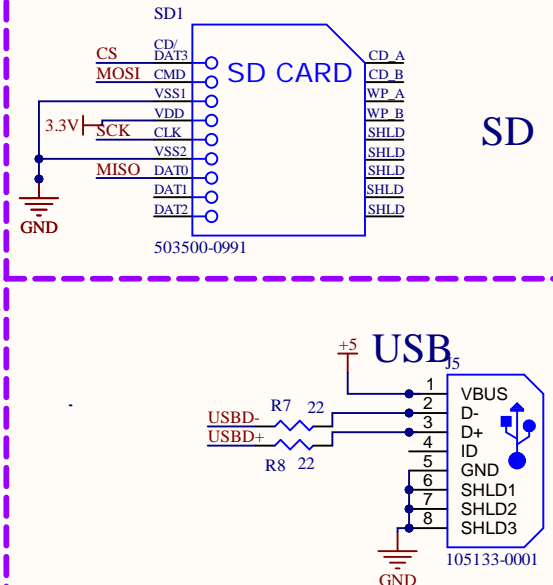 SD1
CD/
CS DAT3 CD_A
MOSI CMD SD CARD CD_B
VSS1 WP_A
3.3V VDD WP_B
SCK CLK SHLD
VSS2 SHLD
MISO DAT0 SHLD
DAT1 SHLD
DAT2 SHLD
GND
503500-0991
SD
USB
+5
J5
1 VBUS
USBD- R7 22 2 D-
USBD+ R8 22 3 D+
4 ID
5 GND
6 SHLD1
7 SHLD2
8 SHLD3
105133-0001
GND